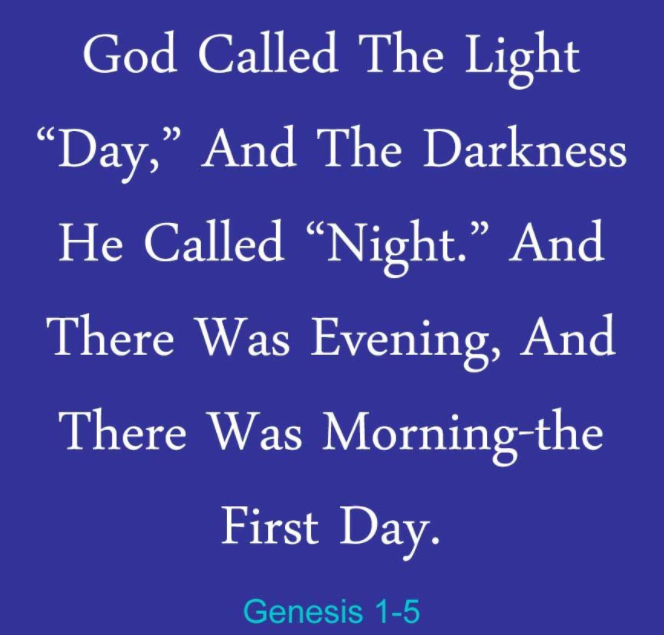 God Called The Light
“Day,” And The Darkness
He Called “Night.” And
There Was Evening, And
There Was Morning-the
First Day.
Genesis 1-5